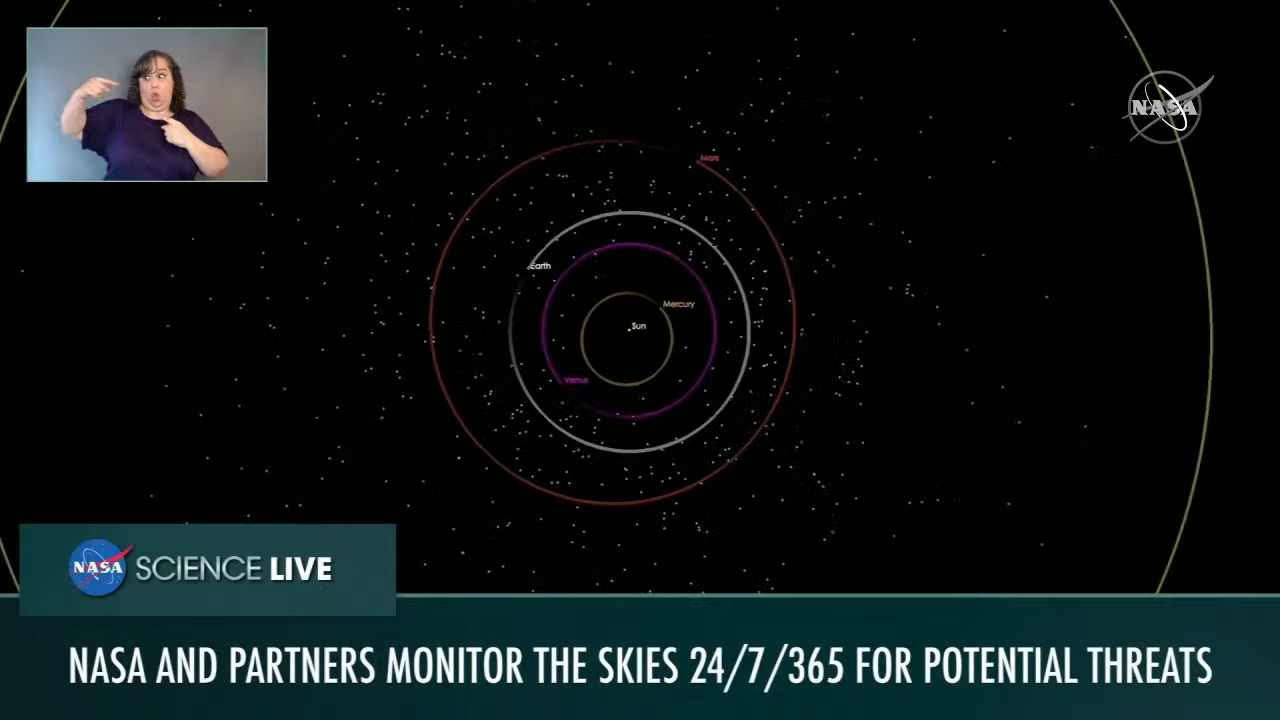 NASA
Mars
Earth
Mercury
Sun
Venus
NASA SCIENCE LIVE
NASA AND PARTNERS MONITOR THE SKIES 24/7/365 FOR POTENTIAL THREATS